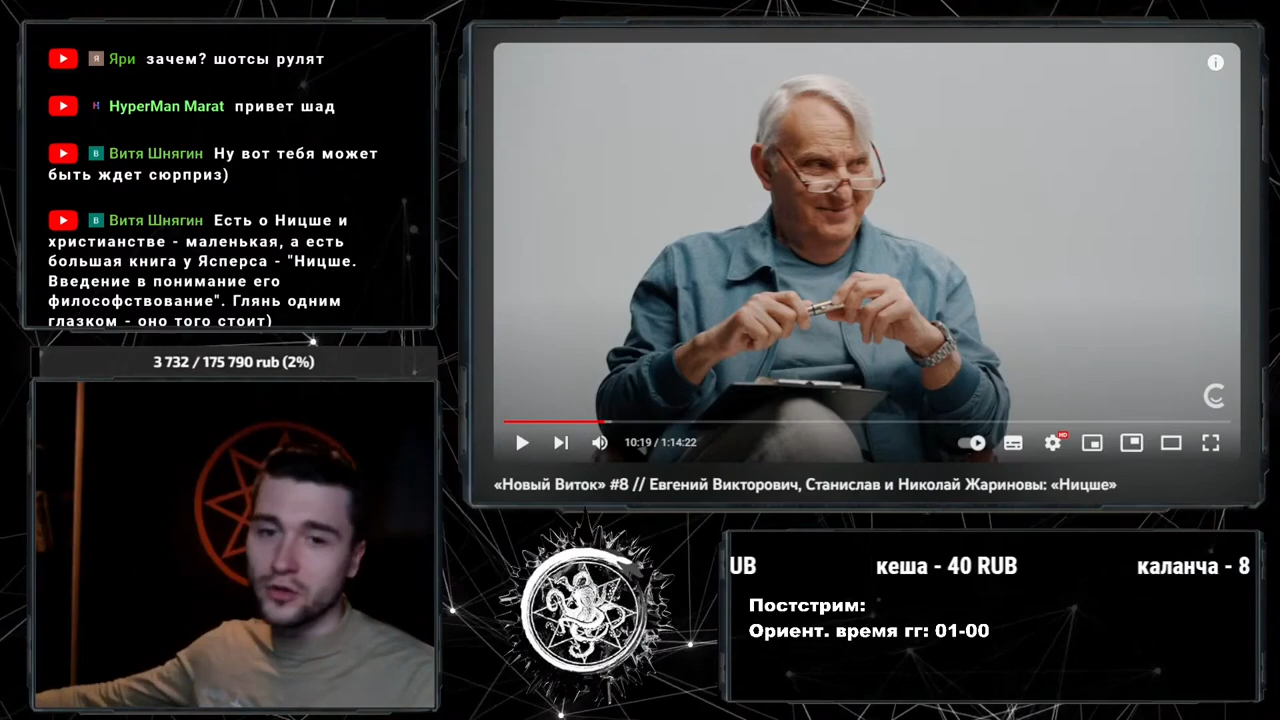 Я Яри зачем? шотсы рулят
H HyperMan Marat привет шад
В Витя Шнягин Ну вот тебя может
быть ждет сюрприз)
В Витя Шнягин Есть о Ницше и
христианстве - маленькая, а есть
большая книга у Ясперса - "Ницше.
Введение в понимание его
философствование". Глянь одним
глазком - оно того стоит)
3 732 / 175 790 rub (2%)
10:19 / 1:14:22
HD
«Новый Виток» #8 // Евгений Викторович, Станислав и Николай Жариновы: «Ницше»
UB кеша - 40 RUB каланча - 8
Постстрим:
Ориент. время гг: 01-00